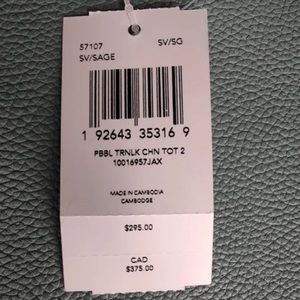 57107 SV/SG
SV/SAGE
1 92643 35316 9
PBBL TRNLK CHN TOT 2
10016957JAX
MADE IN CAMBODIA
CAMBODGE
$295.00
CAD
$375.00